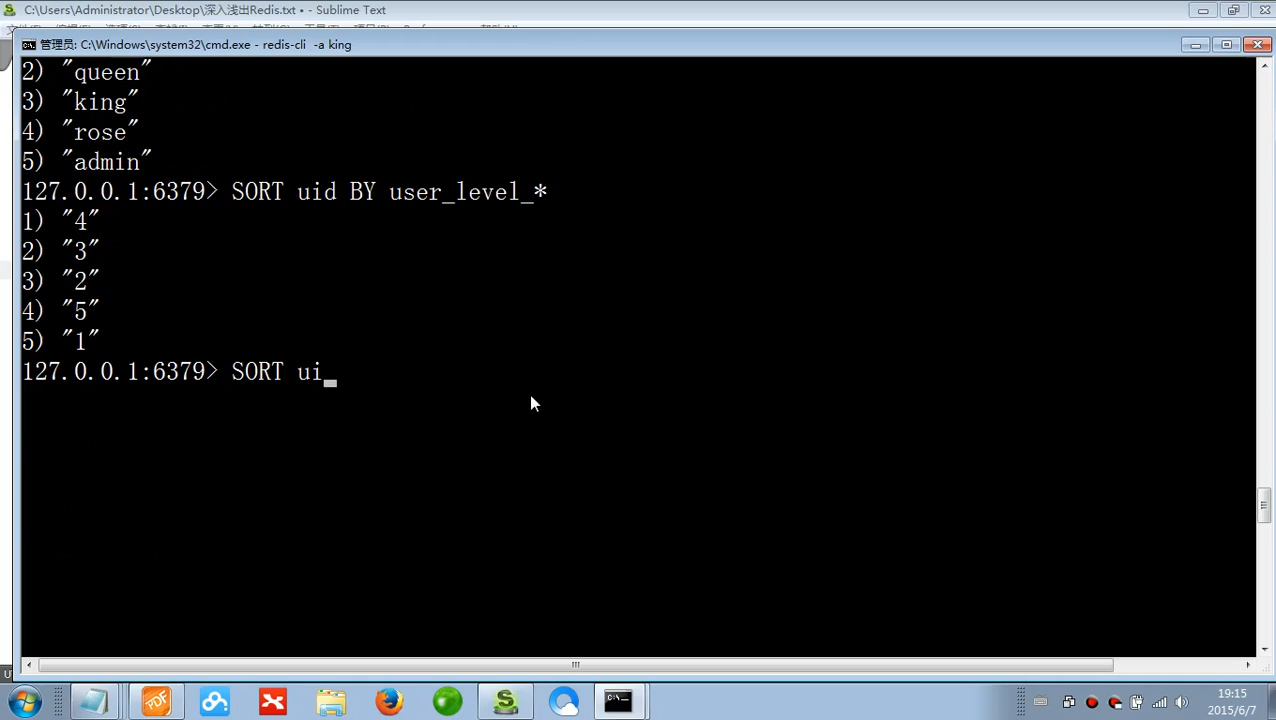 C:\Users\Administrator\Desktop\深入浅出Redis.txt • - Sublime Text
管理员: C:\Windows\system32\cmd.exe - redis-cli  -a king
2) "queen"
3) "king"
4) "rose"
5) "admin"
127.0.0.1:6379> SORT uid BY user_level_*
1) "4"
2) "3"
3) "2"
4) "5"
5) "1"
127.0.0.1:6379> SORT ui_
PDF
19:15
2015/6/7